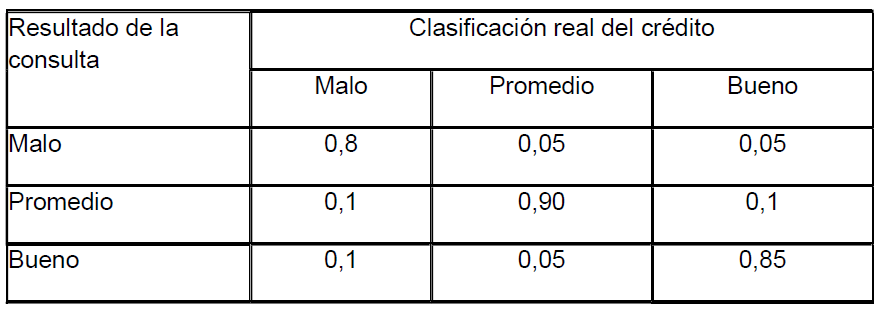 Resultado de la consulta Clasificación real del crédito
Malo Promedio Bueno
Malo 0,8 0,05 0,05
Promedio 0,1 0,90 0,1
Bueno 0,1 0,05 0,85